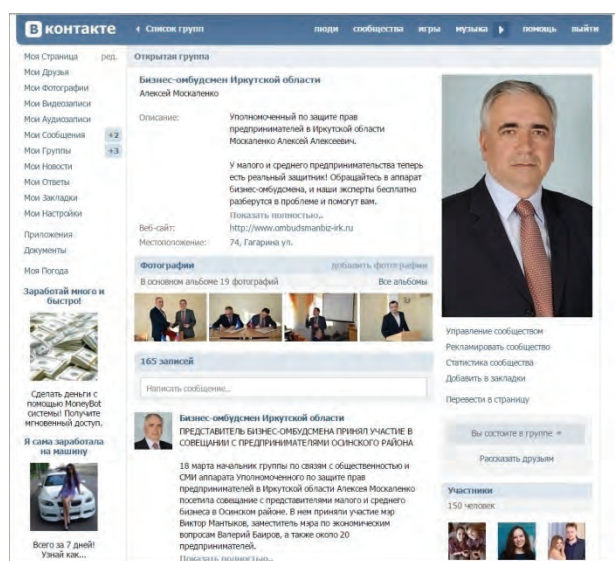 В контакте
Список групп
люди сообщества игры музыка помощь выйти
Моя Страница ред.
Мои Друзья
Мои Фотографии
Мои Видеозаписи
Мои Аудиозаписи
Мои Сообщения +2
Мои Группы +3
Мои Новости
Мои Ответы
Мои Закладки
Мои Настройки
Приложения
Документы
Моя Погода
Заработай много и
быстро!
Сделать деньги с
помощью MoneyBot
системы! Получите
мгновенный доступ.
Я сама заработала
на машину
Всего за 7 дней!
Узнай как...
Открытая группа
Бизнес-омбудсмен Иркутской области
Алексей Москаленко
Описание: Уполномоченный по защите прав
предпринимателей в Иркутской области
Москаленко Алексей Алексеевич.
У малого и среднего предпринимательства теперь
есть реальный защитник! Обращайтесь в аппарат
бизнес-омбудсмена, и наши эксперты бесплатно
разберутся в проблеме и помогут вам.
Показать полностью..
Веб-сайт: http://www.ombudsmanbiz-irk.ru
Местоположение: 74, Гагарина ул.
Фотографии добавить фотографии
В основном альбоме 19 фотографий Все альбомы
165 записей
Написать сообщение...
Бизнес-омбудсмен Иркутской области
ПРЕДСТАВИТЕЛЬ БИЗНЕС-ОМБУДСМЕНА ПРИНЯЛ УЧАСТИЕ В
СОВЕЩАНИИ С ПРЕДПРИНИМАТЕЛЯМИ ОСИНСКОГО РАЙОНА
18 марта начальник группы по связям с общественностью и
СМИ аппарата Уполномоченного по защите прав
предпринимателей в Иркутской области Алексея Москаленко
посетила совещание с представителями малого и среднего
бизнеса в Осинском районе. В нем приняли участие мэр
Виктор Мантыков, заместитель мэра по экономическим
вопросам Валерий Баиров, а также около 20
предпринимателей.
Показать полностью..
Управление сообществом
Рекламировать сообщество
Статистика сообщества
Добавить в закладки
Перевести в страницу
Вы состоите в группе
Рассказать друзьям
Участники
150 человек